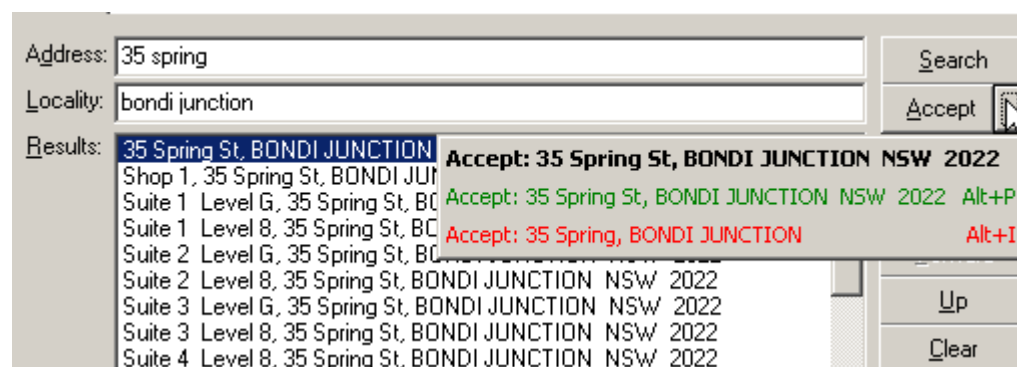 Address: 35 spring Search
Locality: bondi junction Accept
Results: 35 Spring St, BONDI JUNCTION
Accept: 35 Spring St, BONDI JUNCTION NSW 2022
Accept: 35 Spring St, BONDI JUNCTION NSW 2022 Alt+P
Accept: 35 Spring, BONDI JUNCTION Alt+I
Shop 1, 35 Spring St, BONDI
Suite 1 Level G, 35 Spring St,
Suite 1 Level 8, 35 Spring St,
Suite 2 Level G, 35 Spring St,
Suite 2 Level 8, 35 Spring St, BONDI JUNCTION NSW 2022
Suite 3 Level G, 35 Spring St, BONDI JUNCTION NSW 2022
Suite 3 Level 8, 35 Spring St, BONDI JUNCTION NSW 2022
Suite 4 Level 8, 35 Spring St, BONDI JUNCTION NSW 2022
Up
Clear